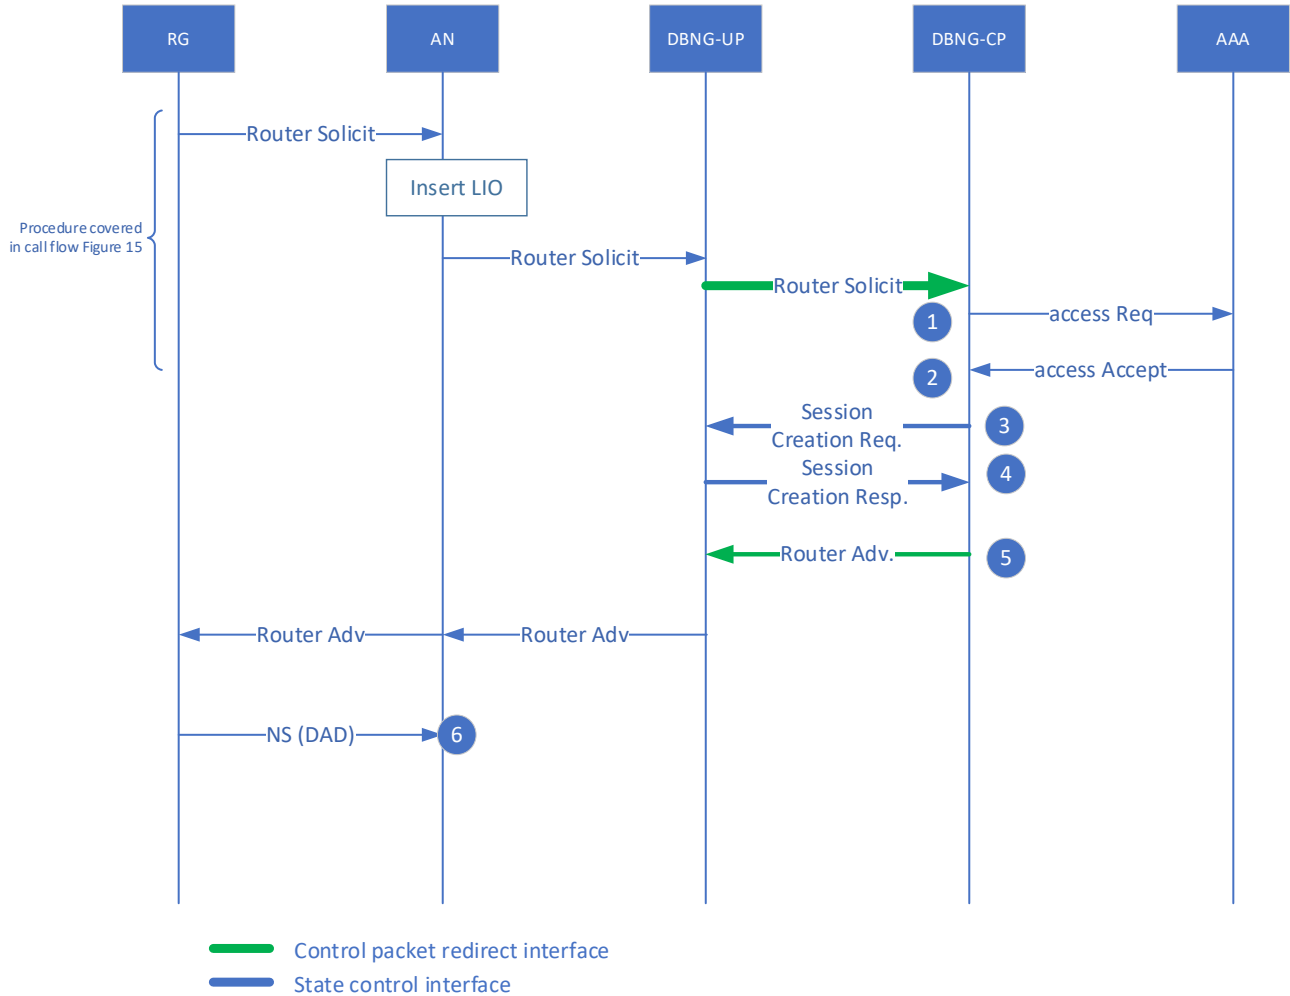 RG
AN
DBNG-UP
DBNG-CP
AAA
Router Solicit
Insert LIO
Procedure covered
in call flow Figure 15
Router Solicit
Router Solicit
1
access Req
2
access Accept
Session
Creation Req.
3
Session
Creation Resp.
4
Router Adv.
5
Router Adv
Router Adv
NS (DAD)
6
Control packet redirect interface
State control interface